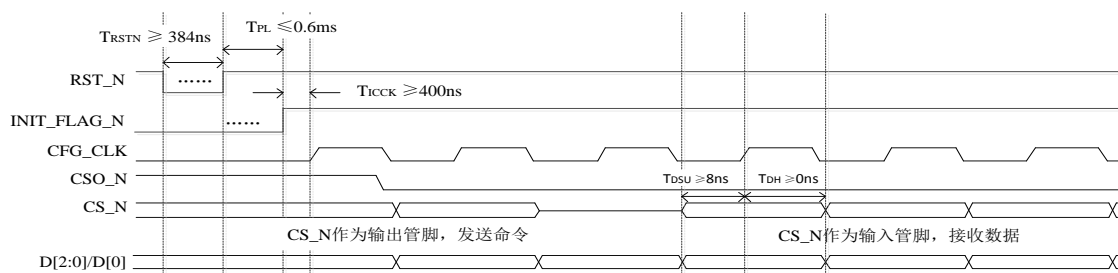 TPL ≤0.6ms
TRSTN ≥ 384ns
RST_N
……
TICCK ≥400ns
INIT_FLAG_N
……
CFG_CLK
CSO_N
TDSU ≥8ns
TDH ≥0ns
CS_N
CS_N作为输出管脚，发送命令
CS_N作为输入管脚，接收数据
D[2:0]/D[0]